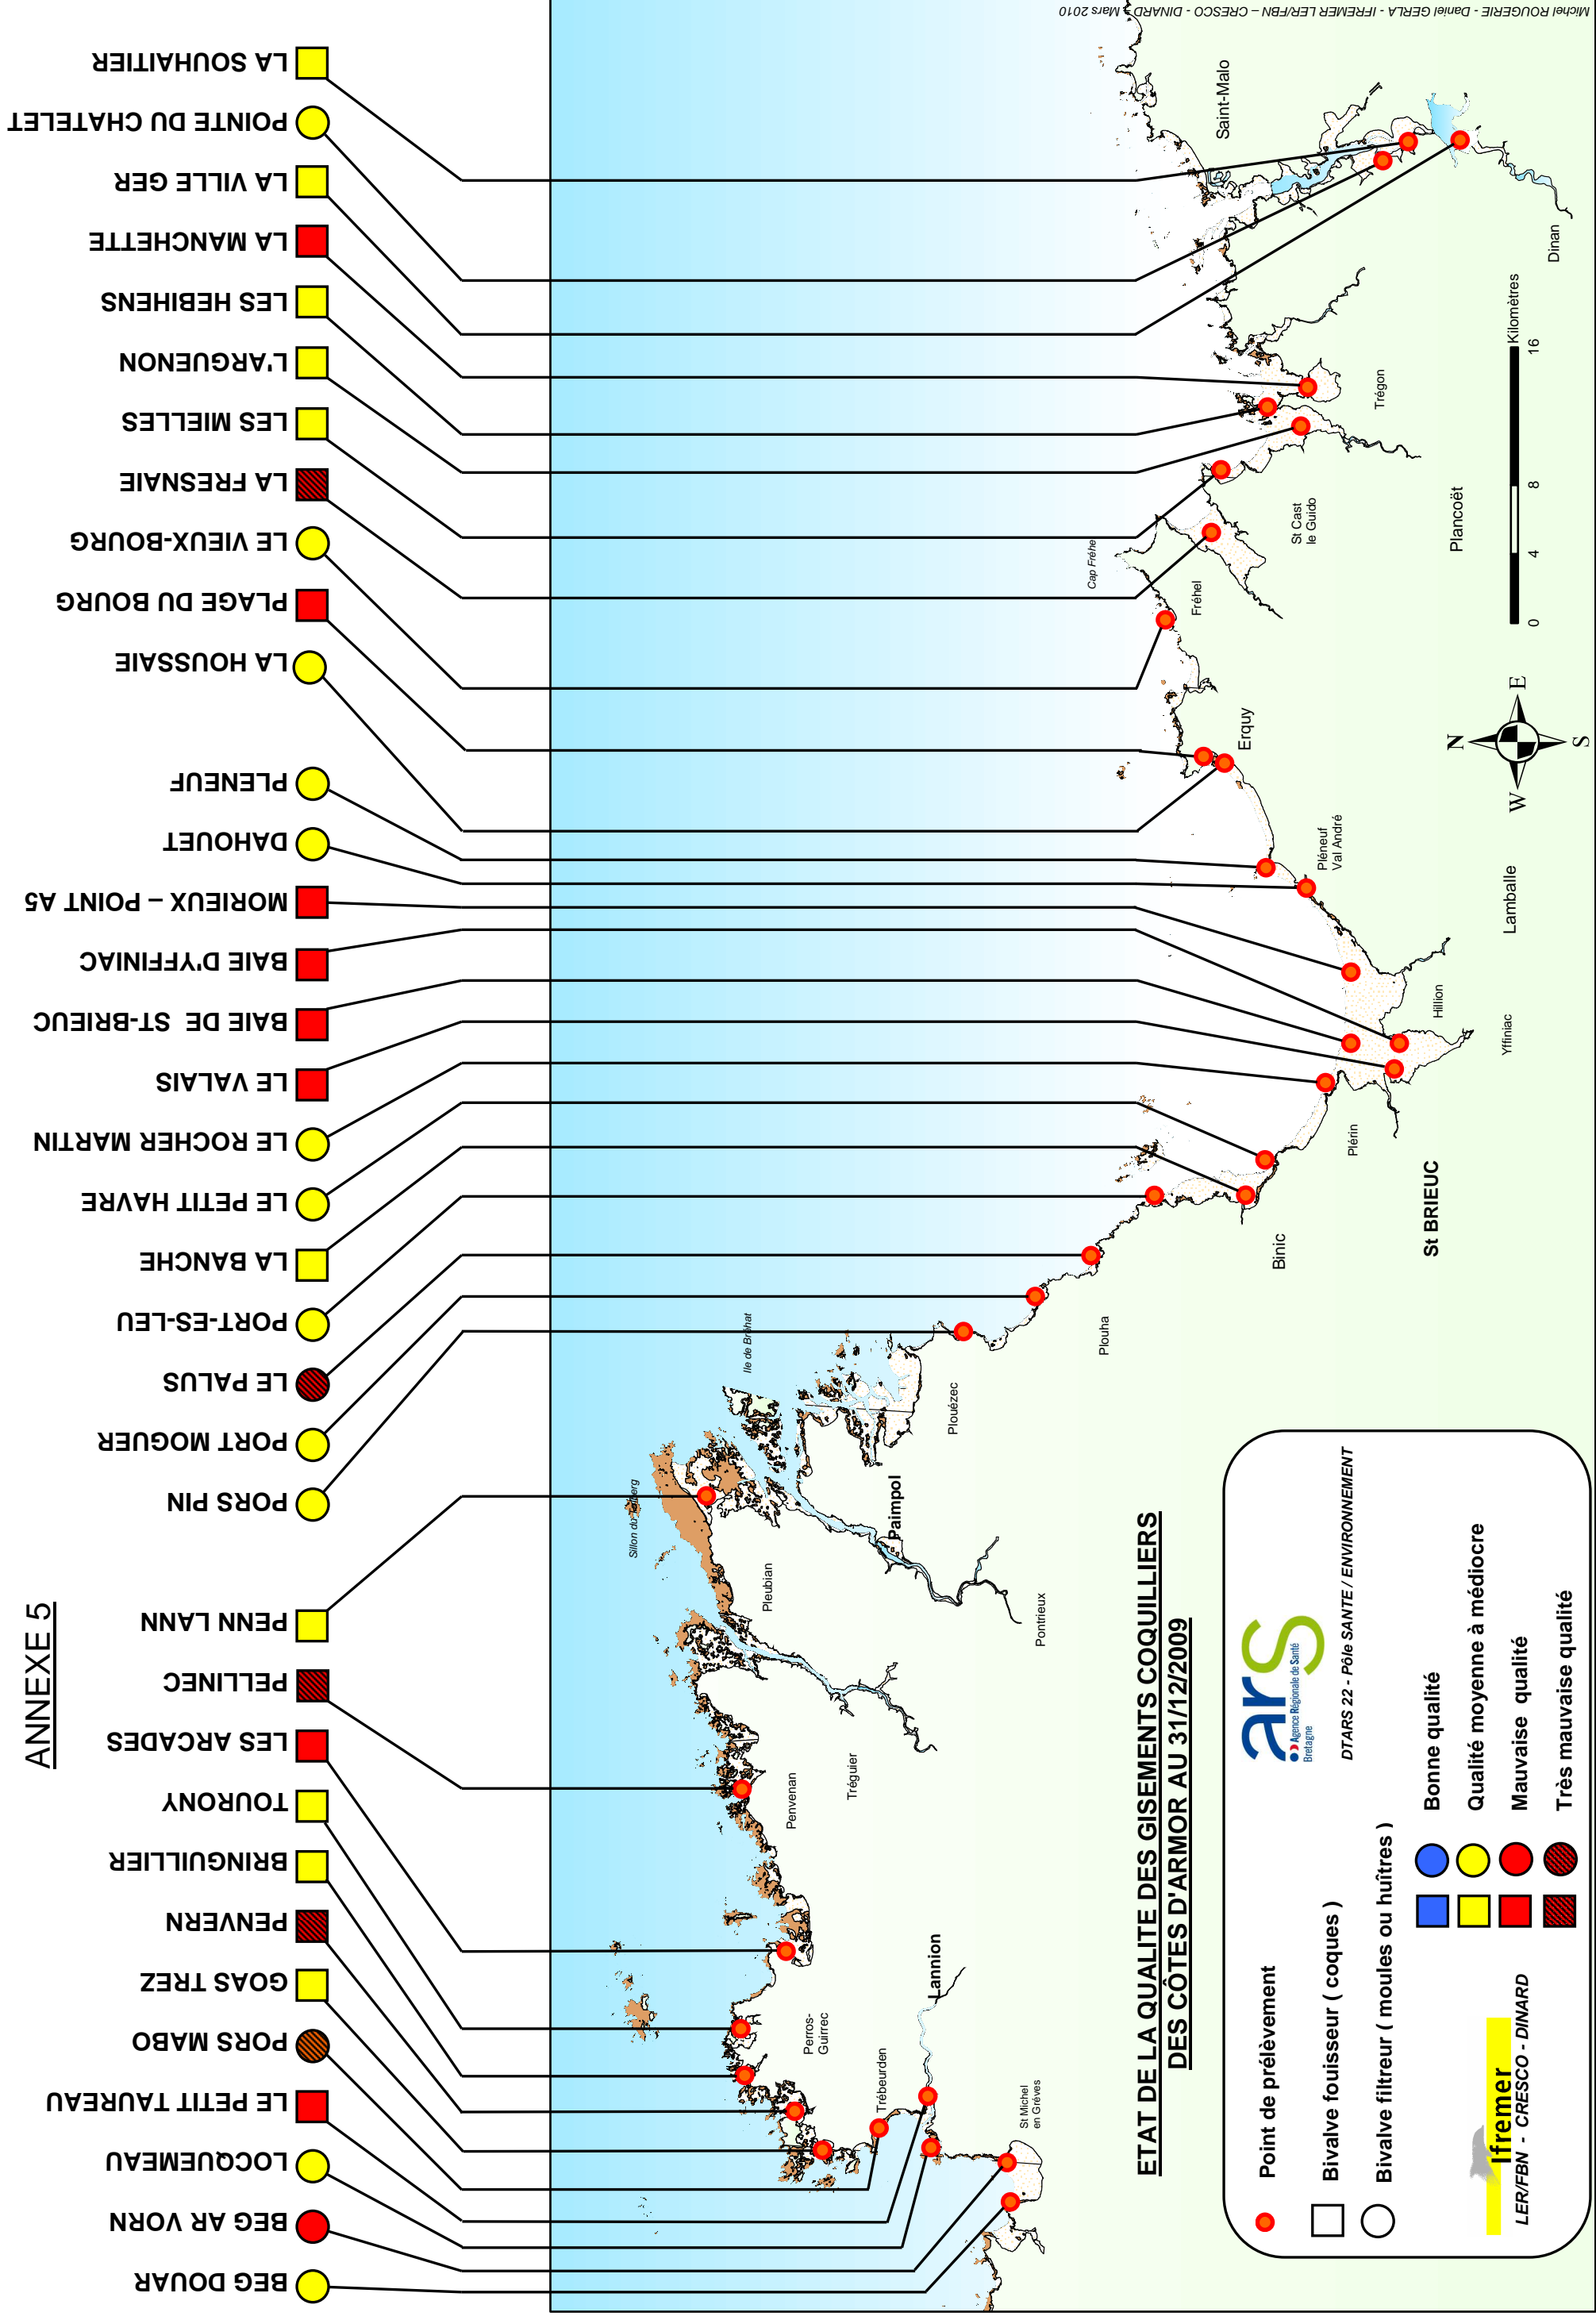 ANNEXE 5
BEG DOUAR
BEG AR VORN
LOCQUEMEAU
LE PETIT TAUREAU
PORS MABO
GOAS TREZ
PENVERN
BRINGUILLIER
TOURONY
LES ARCADES
PELLINEC
PENN LANN
PORS PIN
PORT MOGUER
LE PALUS
PORT-ES-LEU
LA BANCHE
LE PETIT HAVRE
LE ROCHER MARTIN
LE VALAIS
BAIE DE ST-BRIEUC
BAIE D'YFFINIAC
MORIEUX – POINT A5
DAHOUET
PLENEUF
LA HOUSSAIE
PLAGE DU BOURG
LE VIEUX-BOURG
LA FRESNAIE
LES MIELLES
L'ARGUENON
LES HEBIHENS
LA MANCHETTE
LA VILLE GER
POINTE DU CHATELET
LA SOUHAITIER
Sillon du Talberg
Ile de Bréhat
Perros-
Guirrec
Penvenan
Pleubian
Trébeurden
Tréguier
Paimpol
Lannion
Plouézec
St Michel
en Grèves
Pontrieux
Plouha
Cap Fréhe
Fréhel
Saint-Malo
Erquy
Binic
St Cast
le Guido
Pléneuf
Val André
Plérin
Trégon
St BRIEUC
Hillion
Plancoët
Yffiniac
Lamballe
Dinan
N
W
E
S
0
4
8
16
Kilomètres
ETAT DE LA QUALITE DES GISEMENTS COQUILLIERS
DES CÔTES D'ARMOR AU 31/12/2009
Point de prélèvement
Bivalve fouisseur ( coques )
Bivalve filtreur ( moules ou huîtres )
ars
Agence Régionale de Santé
Bretagne
DTARS 22 - Pôle SANTE / ENVIRONNEMENT
Bonne qualité
Qualité moyenne à médiocre
Mauvaise qualité
Très mauvaise qualité
Ifremer
LER/FBN - CRESCO - DINARD
Michel ROUGERIE - Daniel GERLA - IFREMER LER/FBN – CRESCO - DINARD - Mars 2010